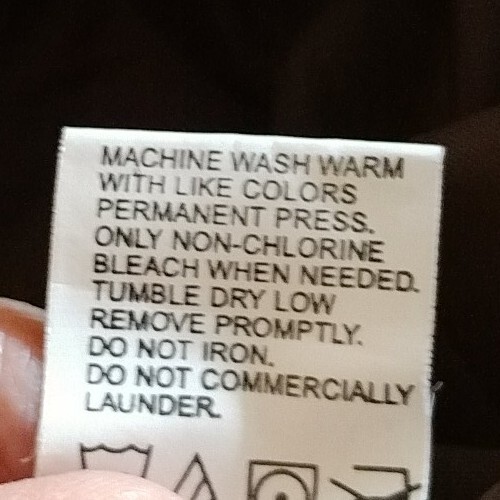 MACHINE WASH WARM
WITH LIKE COLORS
PERMANENT PRESS.
ONLY NON-CHLORINE
BLEACH WHEN NEEDED.
TUMBLE DRY LOW
REMOVE PROMPTLY.
DO NOT IRON.
DO NOT COMMERCIALLY
LAUNDER.